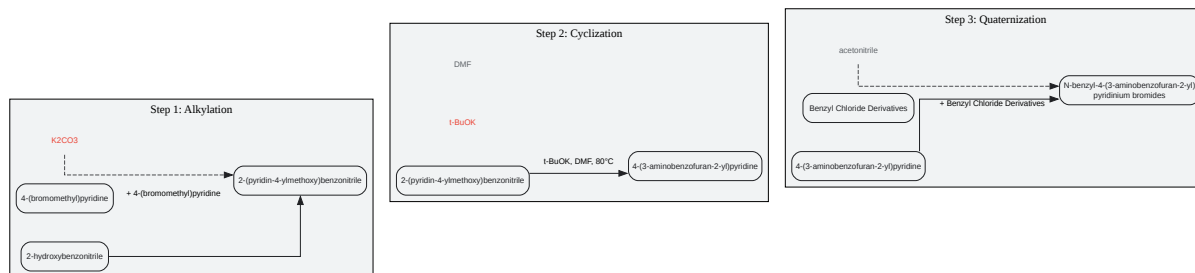 Step 1: Alkylation
K2CO3
2-(pyridin-4-ylmethoxy)benzonitrile
4-(bromomethyl)pyridine
+ 4-(bromomethyl)pyridine
2-hydroxybenzonitrile
Step 2: Cyclization
DMF
t-BuOK
t-BuOK, DMF, 80°C
2-(pyridin-4-ylmethoxy)benzonitrile
4-(3-aminobenzofuran-2-yl)pyridine
Step 3: Quaternization
acetonitrile
N-benzyl-4-(3-aminobenzofuran-2-yl)
pyridinium bromides
Benzyl Chloride Derivatives
+ Benzyl Chloride Derivatives
4-(3-aminobenzofuran-2-yl)pyridine